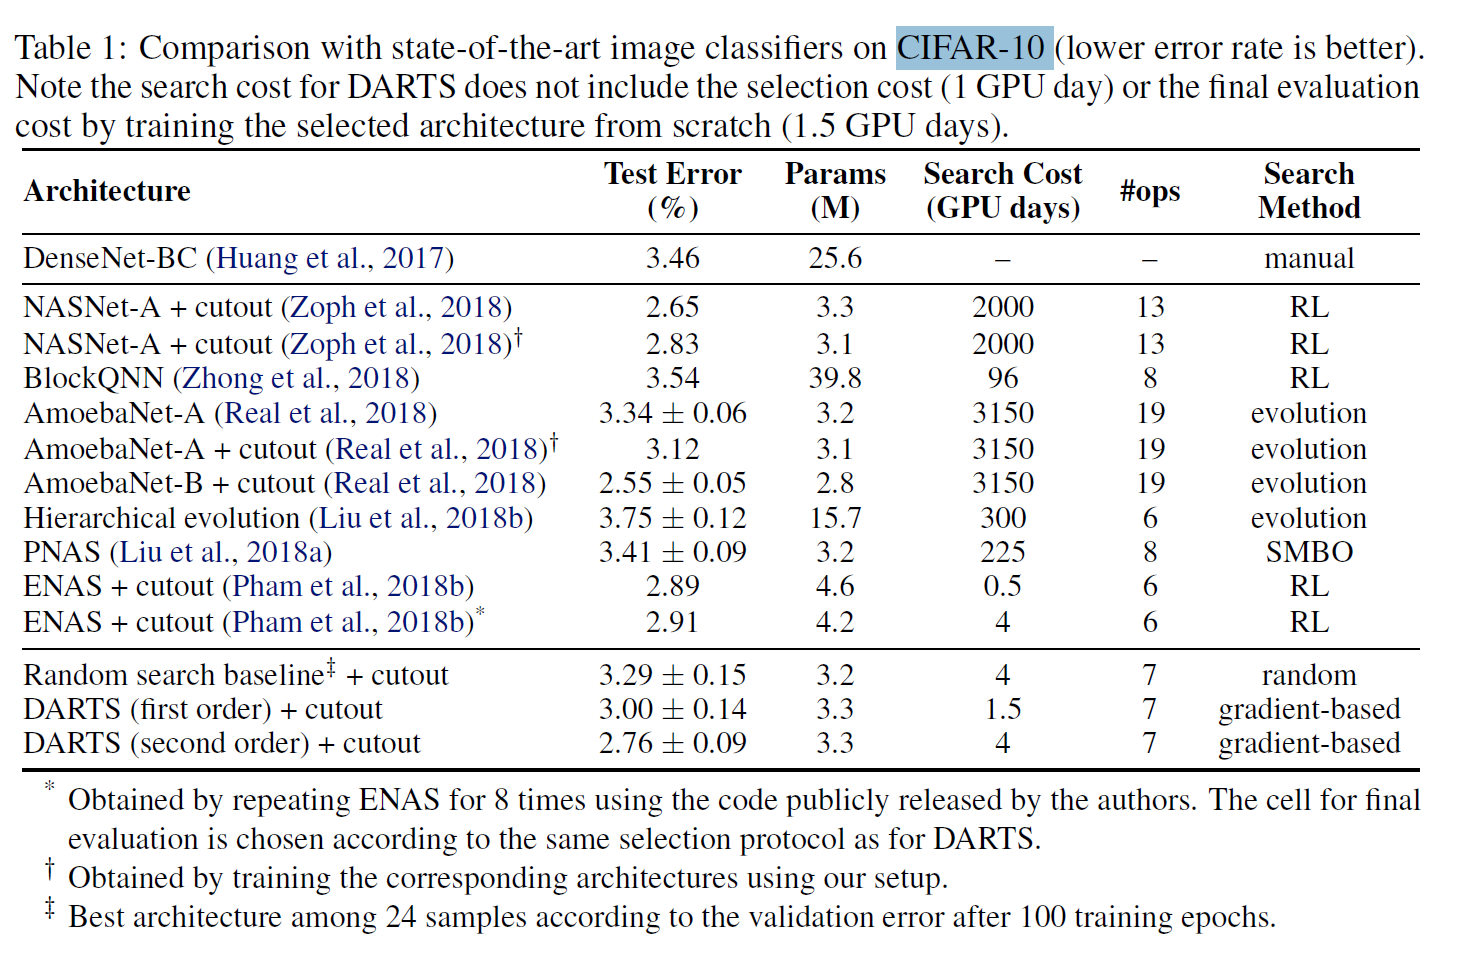 Table 1: Comparison with state-of-the-art image classifiers on CIFAR-10 (lower error rate is better).
Note the search cost for DARTS does not include the selection cost (1 GPU day) or the final evaluation
cost by training the selected architecture from scratch (1.5 GPU days).
Architecture Test Error (%) Params (M) Search Cost (GPU days) #ops Search Method
DenseNet-BC (Huang et al., 2017) 3.46 25.6 – – manual
NASNet-A + cutout (Zoph et al., 2018) 2.65 3.3 2000 13 RL
NASNet-A + cutout (Zoph et al., 2018)† 2.83 3.1 2000 13 RL
BlockQNN (Zhong et al., 2018) 3.54 39.8 96 8 RL
AmoebaNet-A (Real et al., 2018) 3.34 ± 0.06 3.2 3150 19 evolution
AmoebaNet-A + cutout (Real et al., 2018)† 3.12 3.1 3150 19 evolution
AmoebaNet-B + cutout (Real et al., 2018) 2.55 ± 0.05 2.8 3150 19 evolution
Hierarchical evolution (Liu et al., 2018b) 3.75 ± 0.12 15.7 300 6 evolution
PNAS (Liu et al., 2018a) 3.41 ± 0.09 3.2 225 8 SMBO
ENAS + cutout (Pham et al., 2018b) 2.89 4.6 0.5 6 RL
ENAS + cutout (Pham et al., 2018b)* 2.91 4.2 4 6 RL
Random search baseline‡ + cutout 3.29 ± 0.15 3.2 4 7 random
DARTS (first order) + cutout 3.00 ± 0.14 3.3 1.5 7 gradient-based
DARTS (second order) + cutout 2.76 ± 0.09 3.3 4 7 gradient-based
* Obtained by repeating ENAS for 8 times using the code publicly released by the authors. The cell for final
evaluation is chosen according to the same selection protocol as for DARTS.
† Obtained by training the corresponding architectures using our setup.
‡ Best architecture among 24 samples according to the validation error after 100 training epochs.